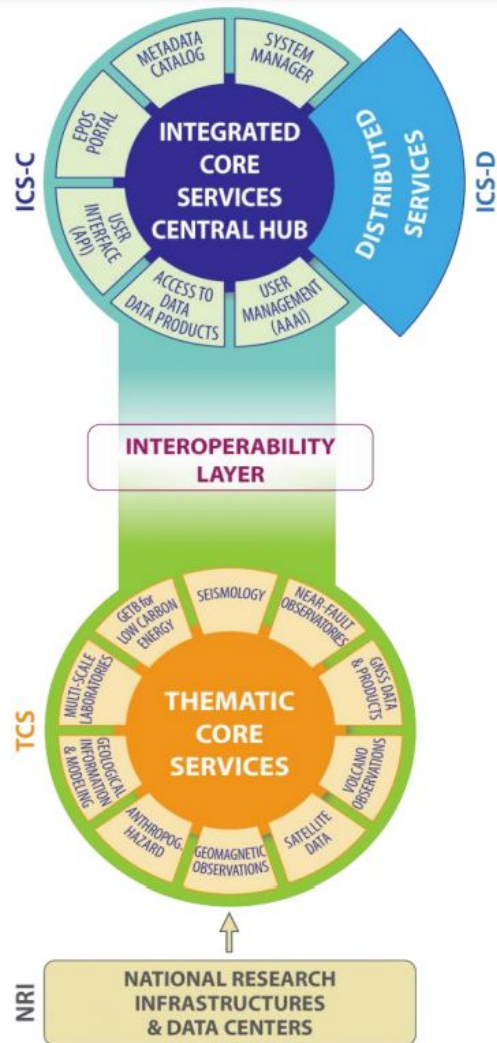 ICS-C
METADATA
CATALOG
SYSTEM
MANAGER
EPOS
PORTAL
INTEGRATED
CORE
SERVICES
CENTRAL HUB
DISTRIBUTED
SERVICES
ICS-D
USER
INTERFACE
(API)
ACCESS TO
DATA
DATA PRODUCTS
USER
MANAGEMENT
(AAAI)
INTEROPERABILITY
LAYER
TCS
SEISMOLOGY
NEAR-FAULT
OBSERVATORIES
GNSS DATA
& PRODUCTS
VOLCANO
OBSERVATIONS
SATELLITE
DATA
GEOMAGNETIC
OBSERVATIONS
ANTHROPOG.
HAZARD
GEOLOGICAL
INFORMATION
& MODELING
MULTI-SCALE
LABORATORIES
GETB for
LOW CARBON
ENERGY
THEMATIC
CORE
SERVICES
NRI
NATIONAL RESEARCH
INFRASTRUCTURES
& DATA CENTERS